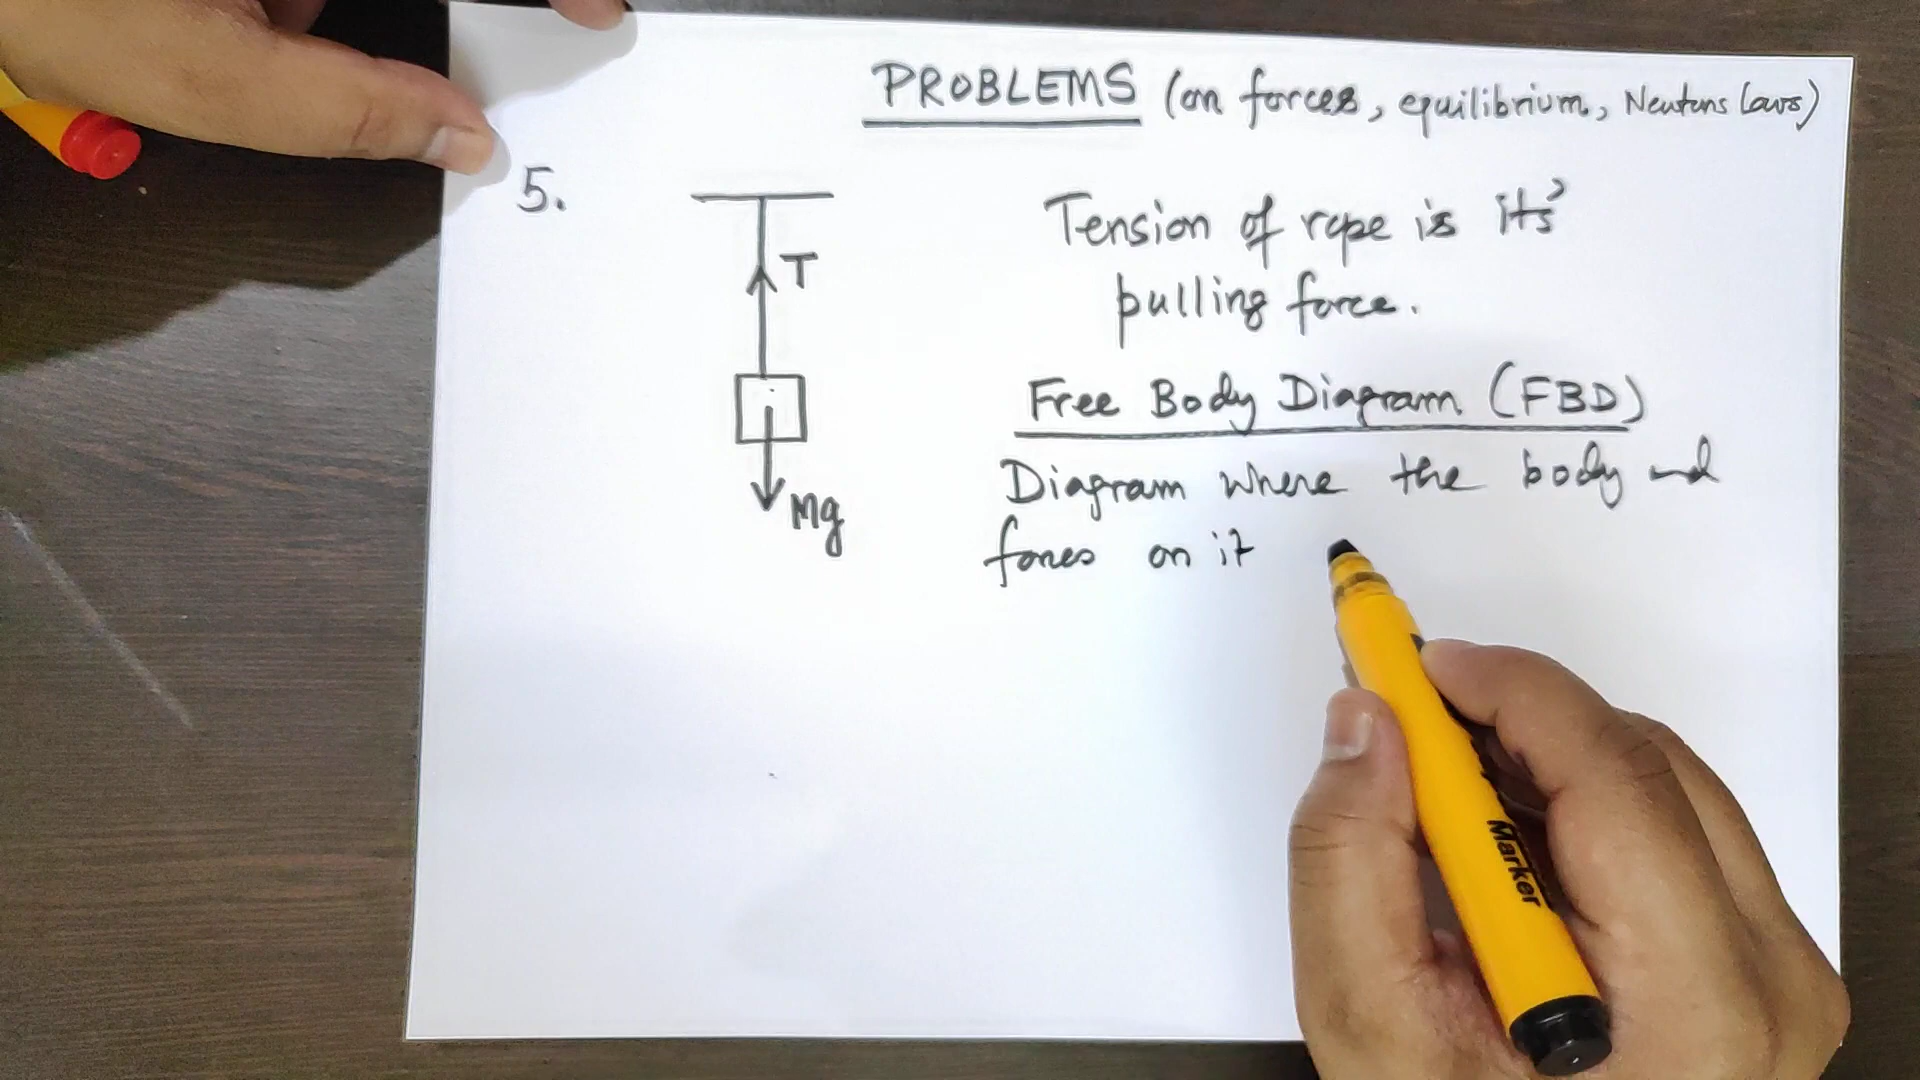 PROBLEMS (on forces, equilibrium, Newtons Laws)
5.
T
Mg
Tension of rope is its'
pulling force.
Free Body Diagram (FBD)
Diagram where the body and
forces on it
Marker